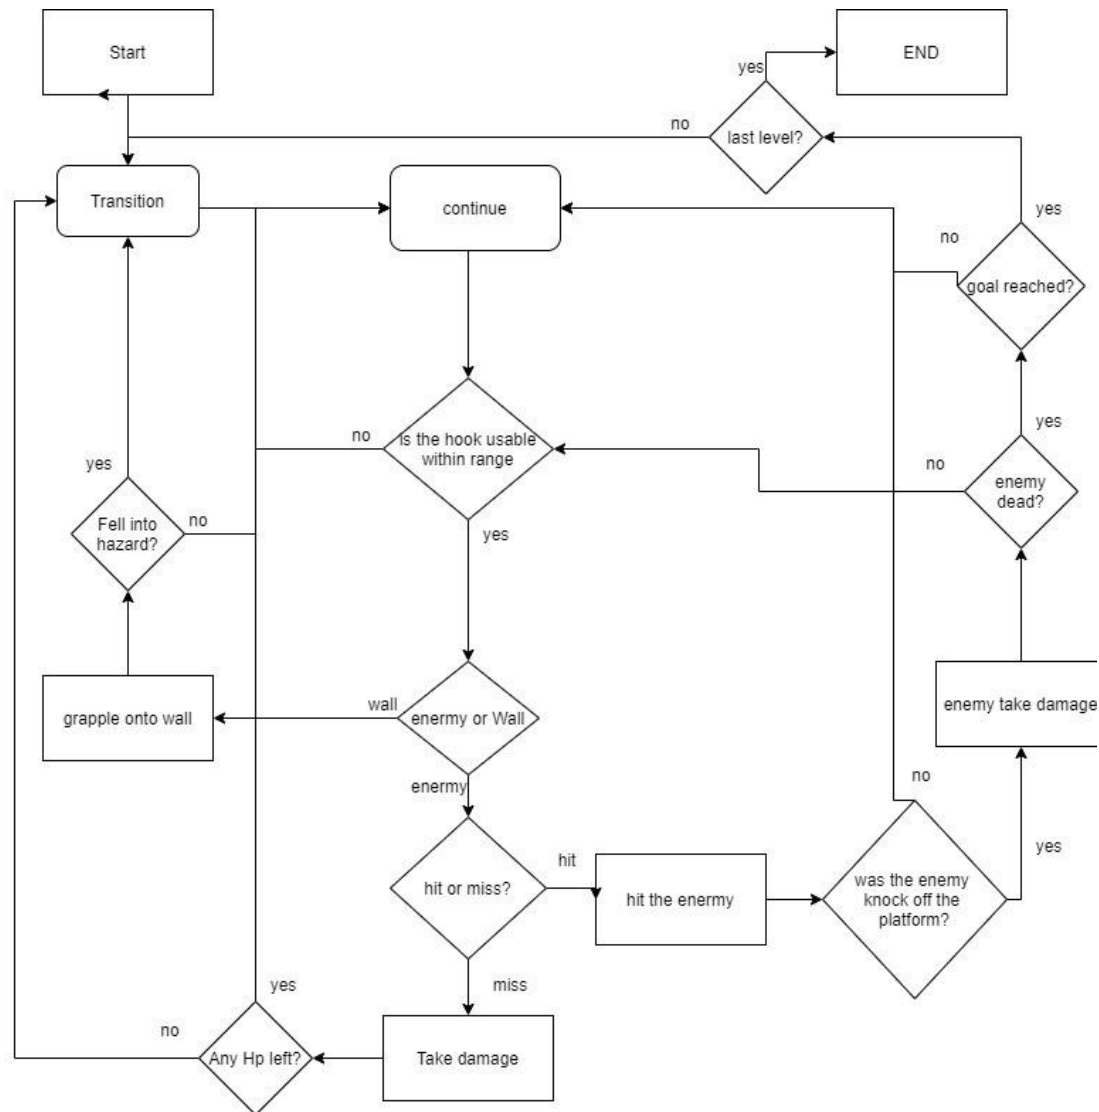 Start
END
yes
no
last level?
Transition
continue
yes
no
goal reached?
no
Is the hook usable
within range
yes
no
enemy
dead?
yes
Fell into
hazard?
no
yes
wall
grapple onto wall
enermy or Wall
enemy take damage
enermy
no
hit
yes
hit or miss?
hit the enermy
was the enemy
knock off the
platform?
yes
miss
no
Any Hp left?
Take damage